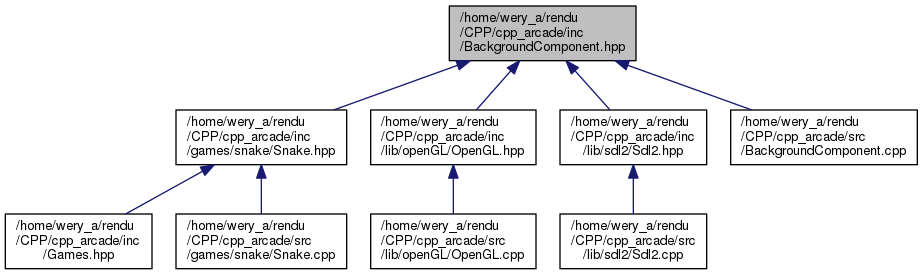 /home/wery_a/rendu
/CPP/cpp_arcade/inc
/BackgroundComponent.hpp
/home/wery_a/rendu
/CPP/cpp_arcade/inc
/games/snake/Snake.hpp
/home/wery_a/rendu
/CPP/cpp_arcade/inc
/lib/openGL/OpenGL.hpp
/home/wery_a/rendu
/CPP/cpp_arcade/inc
/lib/sdl2/Sdl2.hpp
/home/wery_a/rendu
/CPP/cpp_arcade/src
/BackgroundComponent.cpp
/home/wery_a/rendu
/CPP/cpp_arcade/inc
/Games.hpp
/home/wery_a/rendu
/CPP/cpp_arcade/src
/games/snake/Snake.cpp
/home/wery_a/rendu
/CPP/cpp_arcade/src
/lib/openGL/OpenGL.cpp
/home/wery_a/rendu
/CPP/cpp_arcade/src
/lib/sdl2/Sdl2.cpp